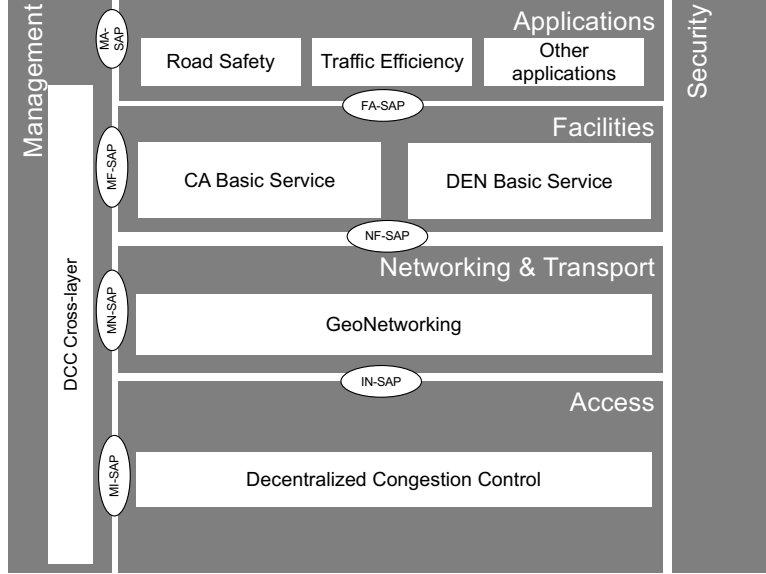 Management
MA-
SAP
Applications
Road Safety
Traffic Efficiency
Other
applications
Security
FA-SAP
Facilities
MF-SAP
CA Basic Service
DEN Basic Service
NF-SAP
Networking & Transport
MN-SAP
GeoNetworking
DCC Cross-layer
IN-SAP
Access
MI-SAP
Decentralized Congestion Control